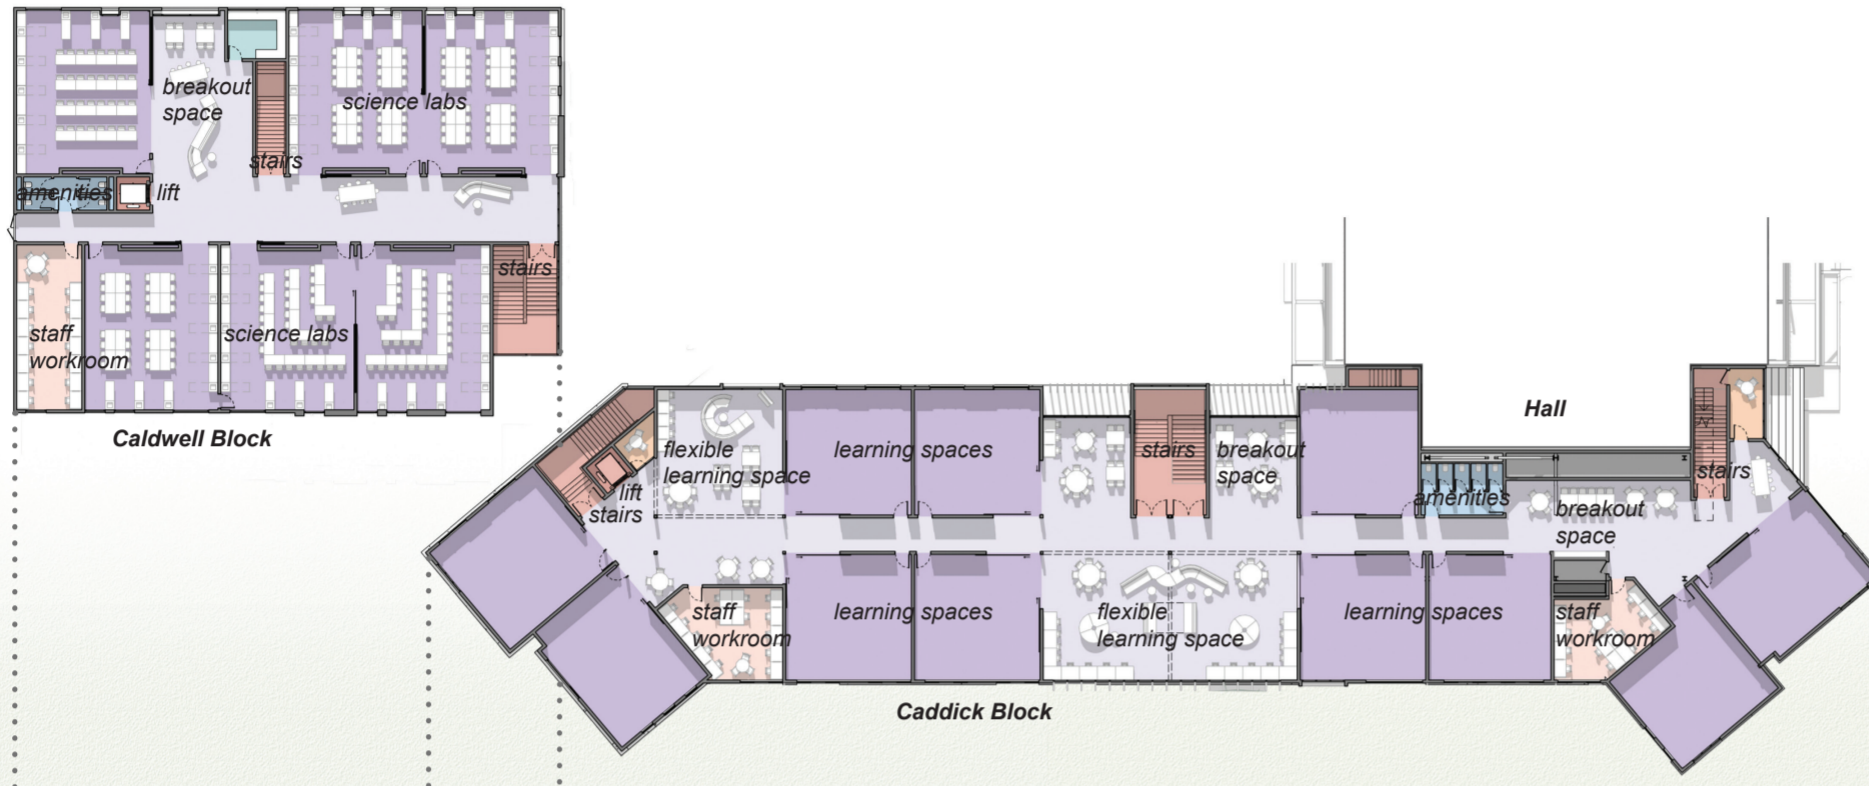 breakout
space
science labs
stairs
amenities
lift
stairs
staff
workroom
science labs
Caldwell Block
Hall
flexible
learning space
learning spaces
stairs
breakout
space
stairs
lift
stairs
amenities
breakout
space
staff
workroom
learning spaces
flexible
learning space
learning spaces
staff
workroom
Caddick Block